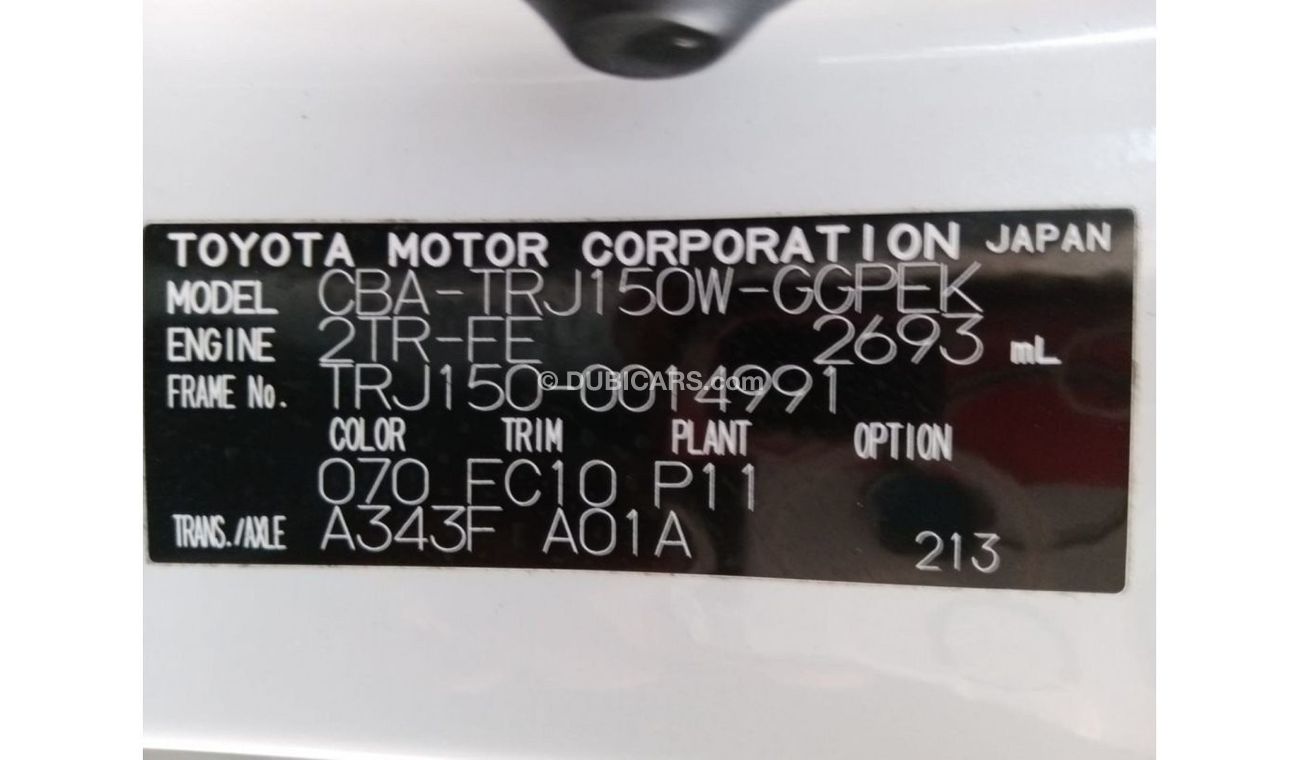 TOYOTA MOTOR CORPORATION JAPAN
MODEL CBA-TRJ150W-GGPEK
ENGINE 2TR-FE 2693 mL
FRAME No. TRJ150-0014991
© DUBICARS.com
COLOR TRIM PLANT OPTION
070 FC10 P11
TRANS./AXLE A343F A01A 213